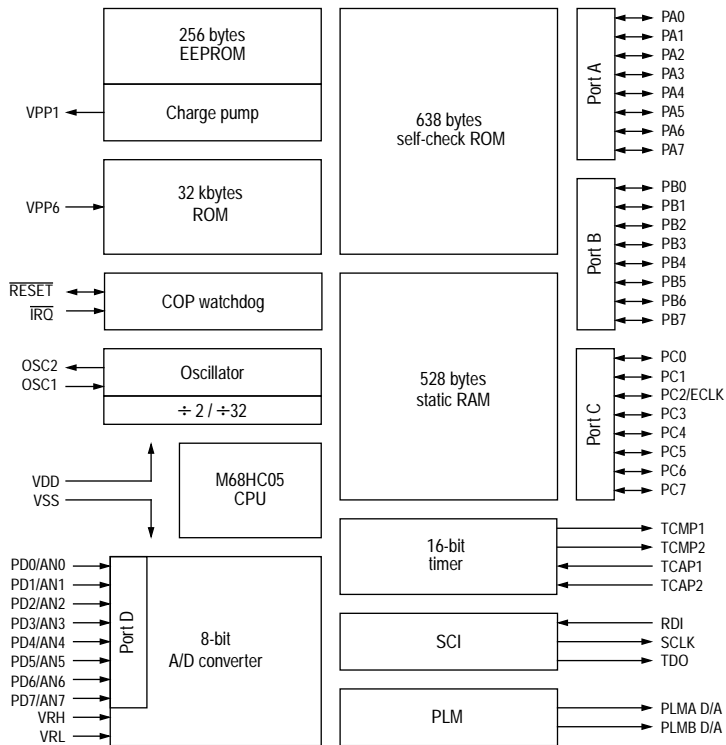 256 bytes
EEPROM
Charge pump
VPP1
32 kbytes
ROM
VPP6
COP watchdog
RESET
IRQ
Oscillator
÷ 2 / ÷32
OSC2
OSC1
M68HC05
CPU
VDD
VSS
PD0/AN0
PD1/AN1
PD2/AN2
PD3/AN3
PD4/AN4
PD5/AN5
PD6/AN6
PD7/AN7
VRH
VRL
Port D
8-bit
A/D converter
638 bytes
self-check ROM
528 bytes
static RAM
16-bit
timer
SCI
PLM
Port A
PA0
PA1
PA2
PA3
PA4
PA5
PA6
PA7
Port B
PB0
PB1
PB2
PB3
PB4
PB5
PB6
PB7
Port C
PC0
PC1
PC2/ECLK
PC3
PC4
PC5
PC6
PC7
TCMP1
TCMP2
TCAP1
TCAP2
RDI
SCLK
TDO
PLMA D/A
PLMB D/A